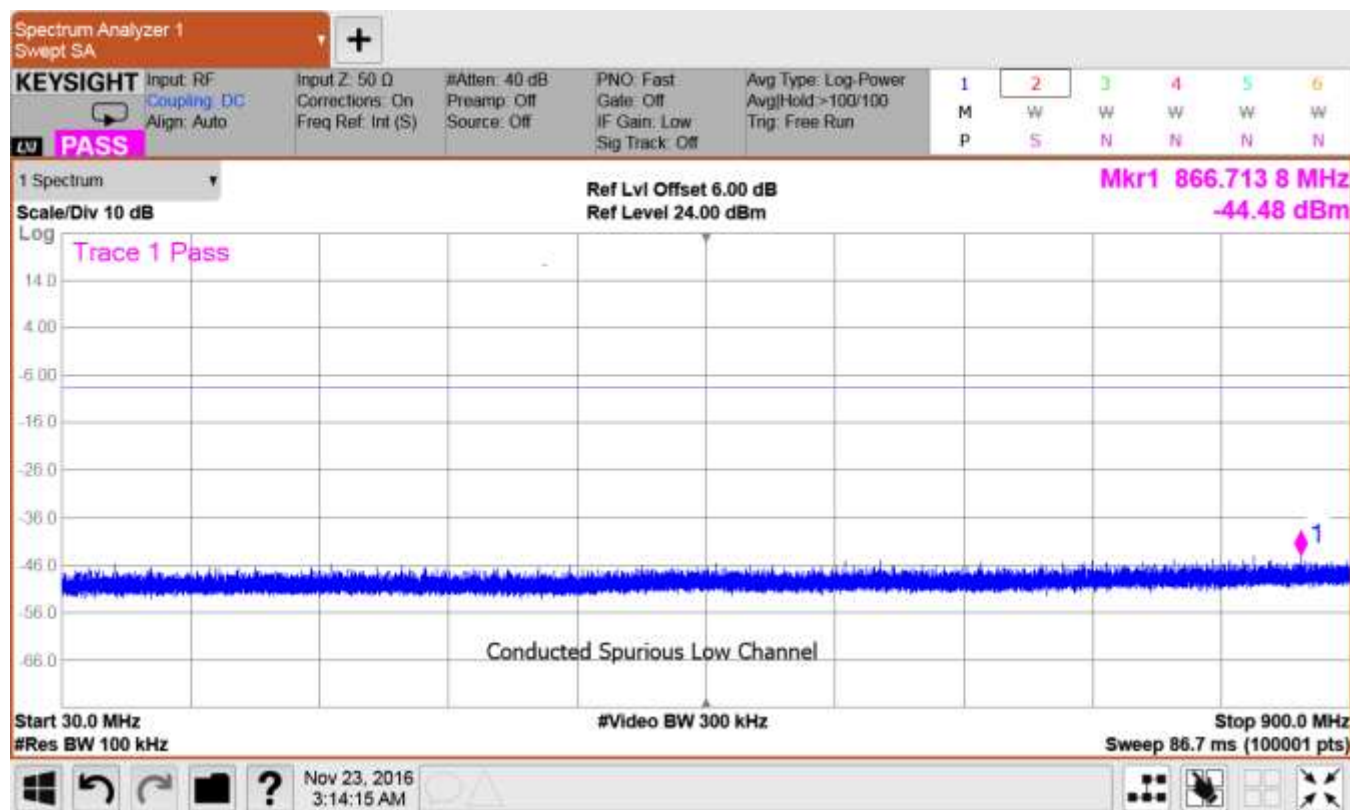 Spectrum Analyzer 1
Swept SA
KEYSIGHT
Input: RF
Coupling: DC
Align: Auto
Input Z: 50 Ω
Corrections: On
Freq Ref: Int (S)
#Atten: 40 dB
Preamp: Off
Source: Off
PNO: Fast
Gate: Off
IF Gain: Low
Sig Track: Off
Avg Type: Log-Power
Avg|Hold:>100/100
Trig: Free Run
1 2 3 4 5 6
M W W W W W
P S N N N N
PASS
1 Spectrum
Scale/Div 10 dB
Ref Lvl Offset 6.00 dB
Ref Level 24.00 dBm
Mkr1 866.713 8 MHz
-44.48 dBm
Log
Trace 1 Pass
14.0
4.00
-6.00
-16.0
-26.0
-36.0
1
-46.0
-56.0
Conducted Spurious Low Channel
-66.0
Start 30.0 MHz
#Res BW 100 kHz
#Video BW 300 kHz
Stop 900.0 MHz
Sweep 86.7 ms (100001 pts)
?
Nov 23, 2016
3:14:15 AM